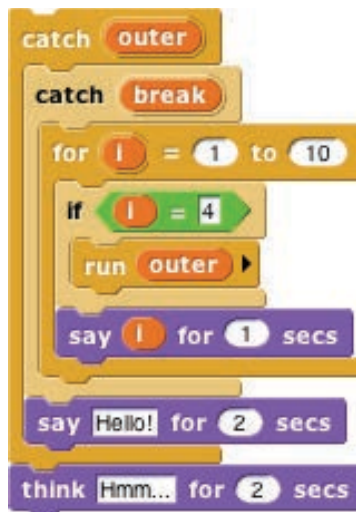 catch outer
catch break
for i = 1 to 10
if i = 4
run outer
say i for 1 secs
say Hello! for 2 secs
think Hmm... for 2 secs